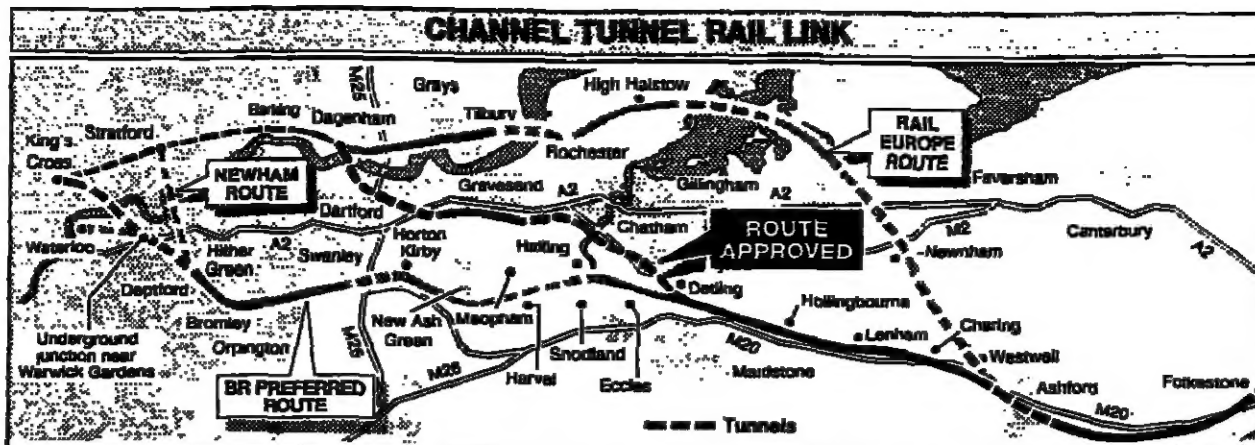 CHANNEL TUNNEL RAIL LINK
M25
Grays
High Halstow
Barking
Dagenham
Tilbury
Stratford
King's
Cross
Rochester
RAIL
EUROPE
ROUTE
NEWHAM
ROUTE
Gravesend
A2
Gillingham
A2
Faversham
Dartford
Chatham
ROUTE
APPROVED
Waterloo
Hither
Green
A2
Swanley
Horton
Kirby
Halling
M2
Newnham
Canterbury
A2
Deptford
Detling
Hollingbourne
Bromley
New Ash
Green
Meopham
Underground
junction near
Warwick Gardens
Orpington
M25
Snodland
Lenham
Charing
Westwell
M20
BR PREFERRED
ROUTE
M26
Harvel
Eccles
Maidstone
Ashford
Folkestone
M20
Tunnels